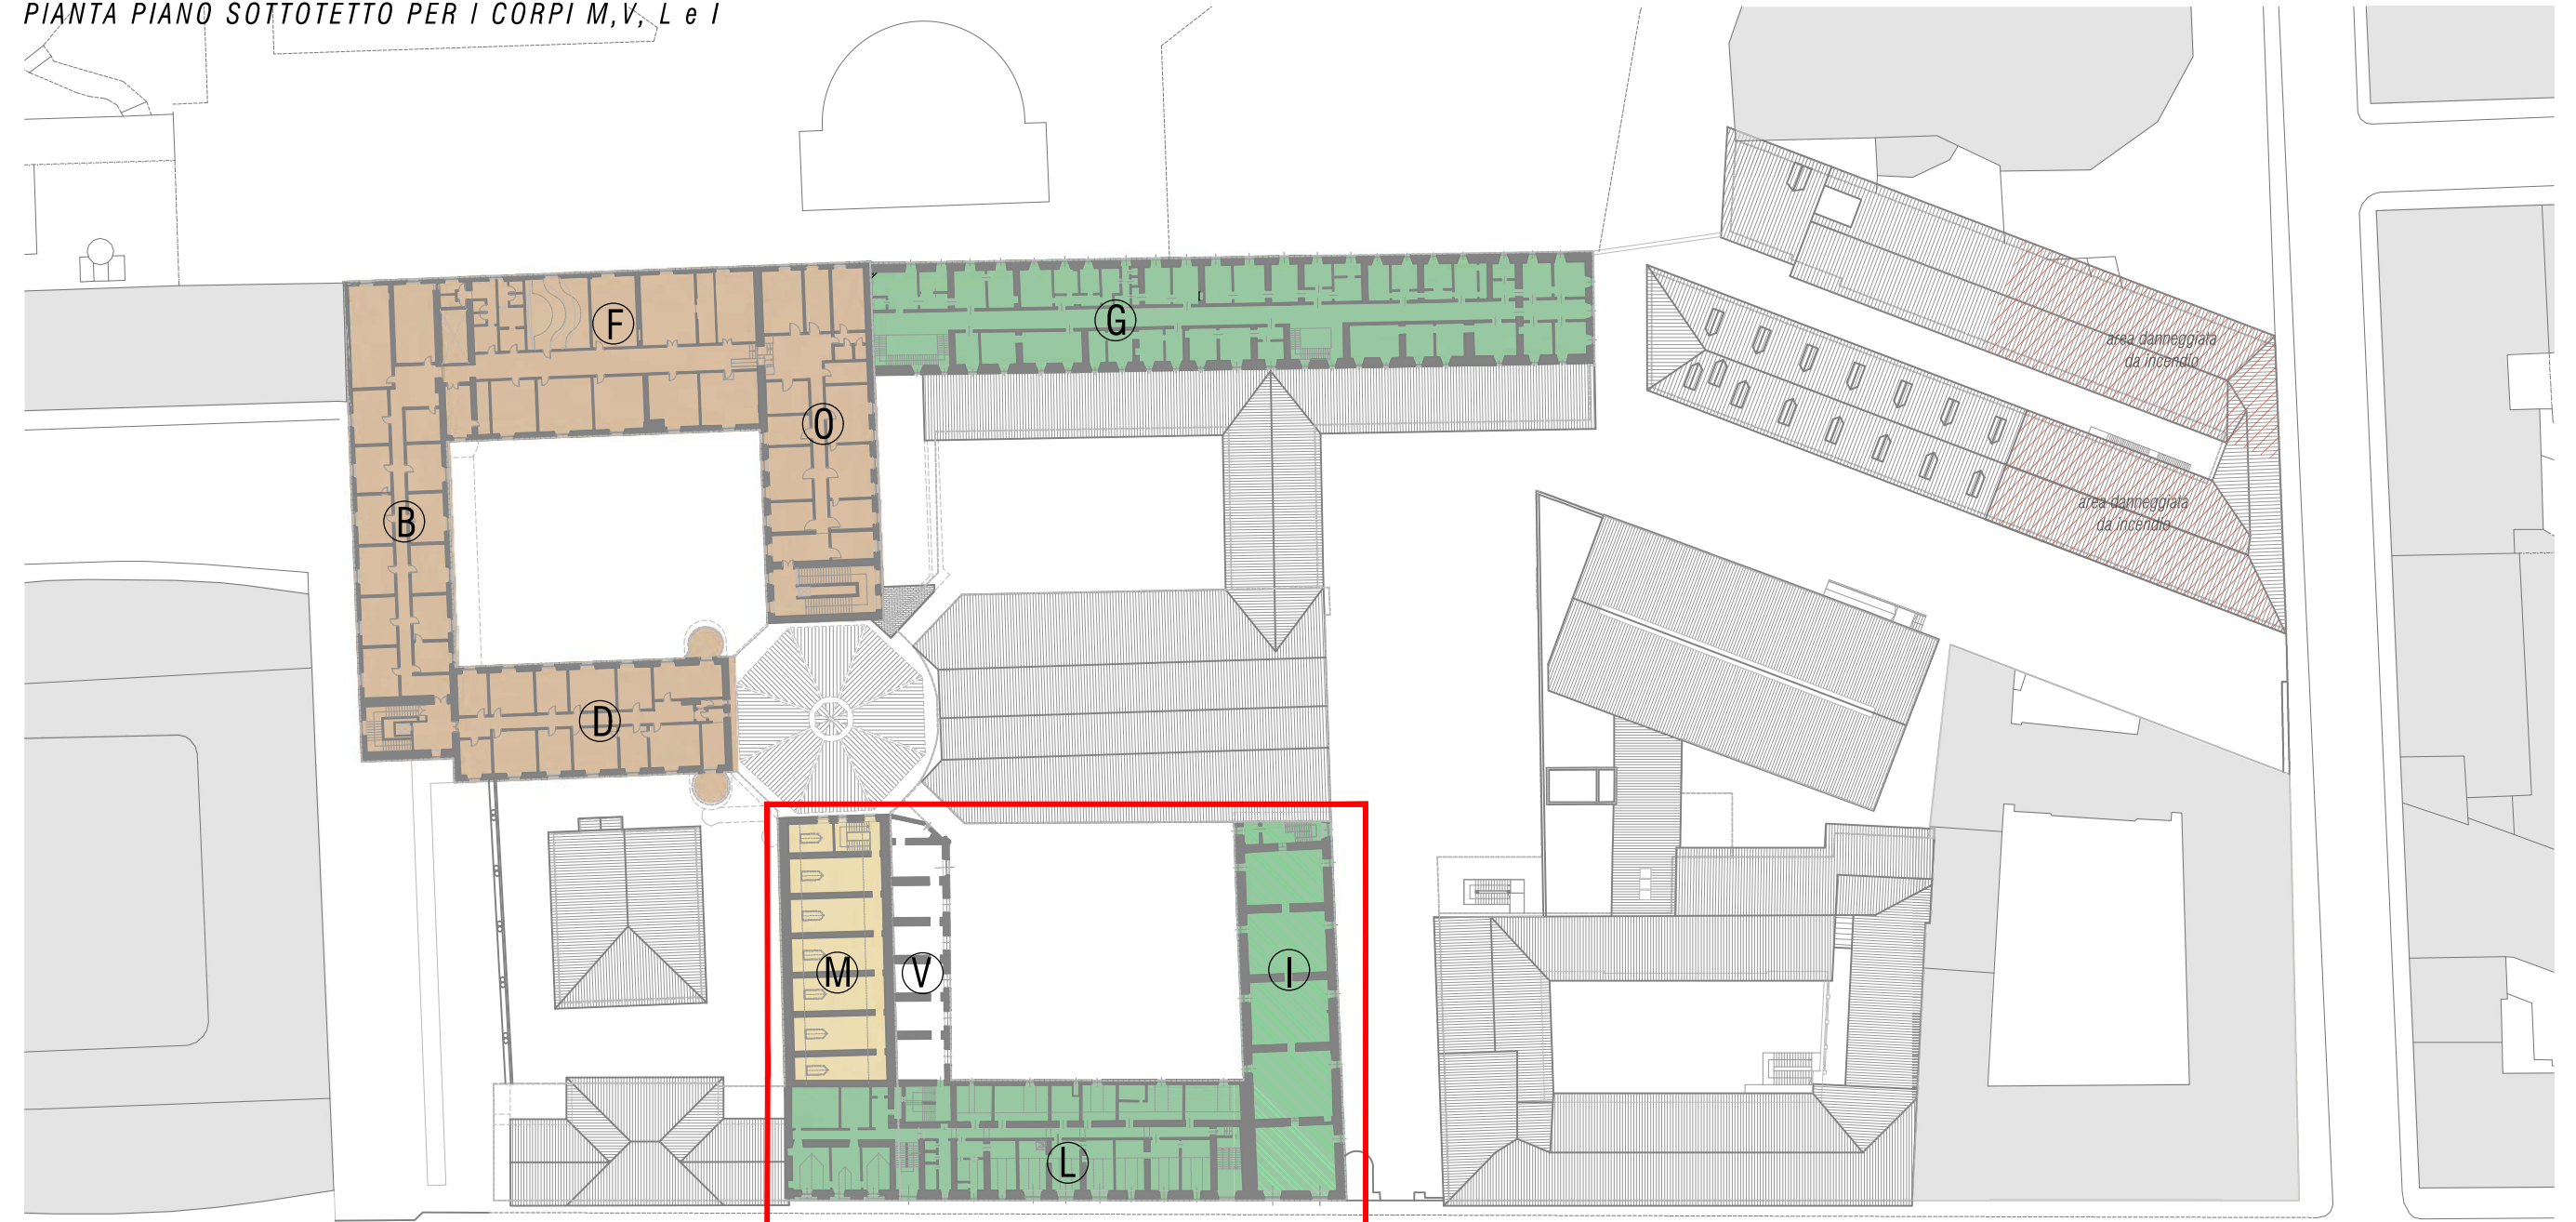 PIANTA PIANO SOTTOTETTO PER I CORPI M,V, L e I
G
F
area danneggiata
da incendio
O
B
area danneggiata
da incendio
D
M
V
I
L